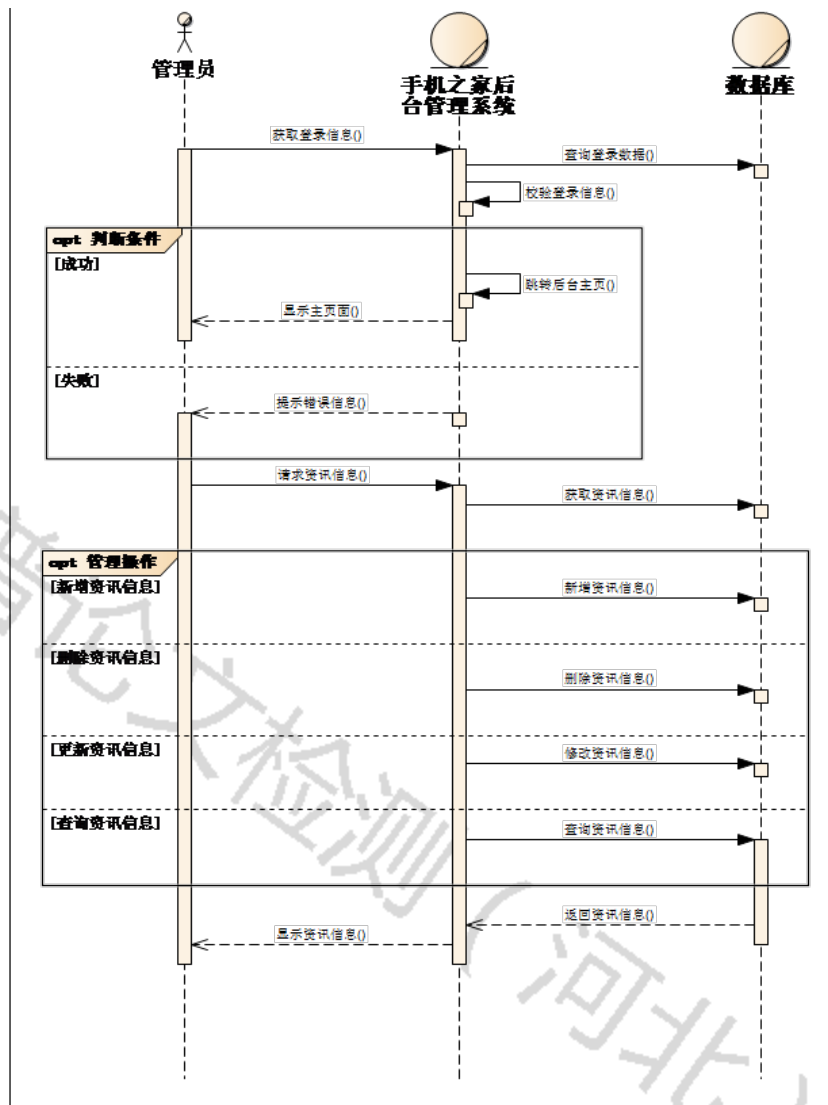 管理员
手机之家后
台管理系统
数据库
获取登录信息()
查询登录数据()
校验登录信息()
opt 判断条件
[成功]
跳转后台主页()
显示主页面()
[失败]
提示错误信息()
请求资讯信息()
获取资讯信息()
opt 管理操作
[新增资讯信息]
新增资讯信息()
[删除资讯信息]
删除资讯信息()
[更新资讯信息]
修改资讯信息()
[查询资讯信息]
查询资讯信息()
返回资讯信息()
显示资讯信息()
论文检测(河北)